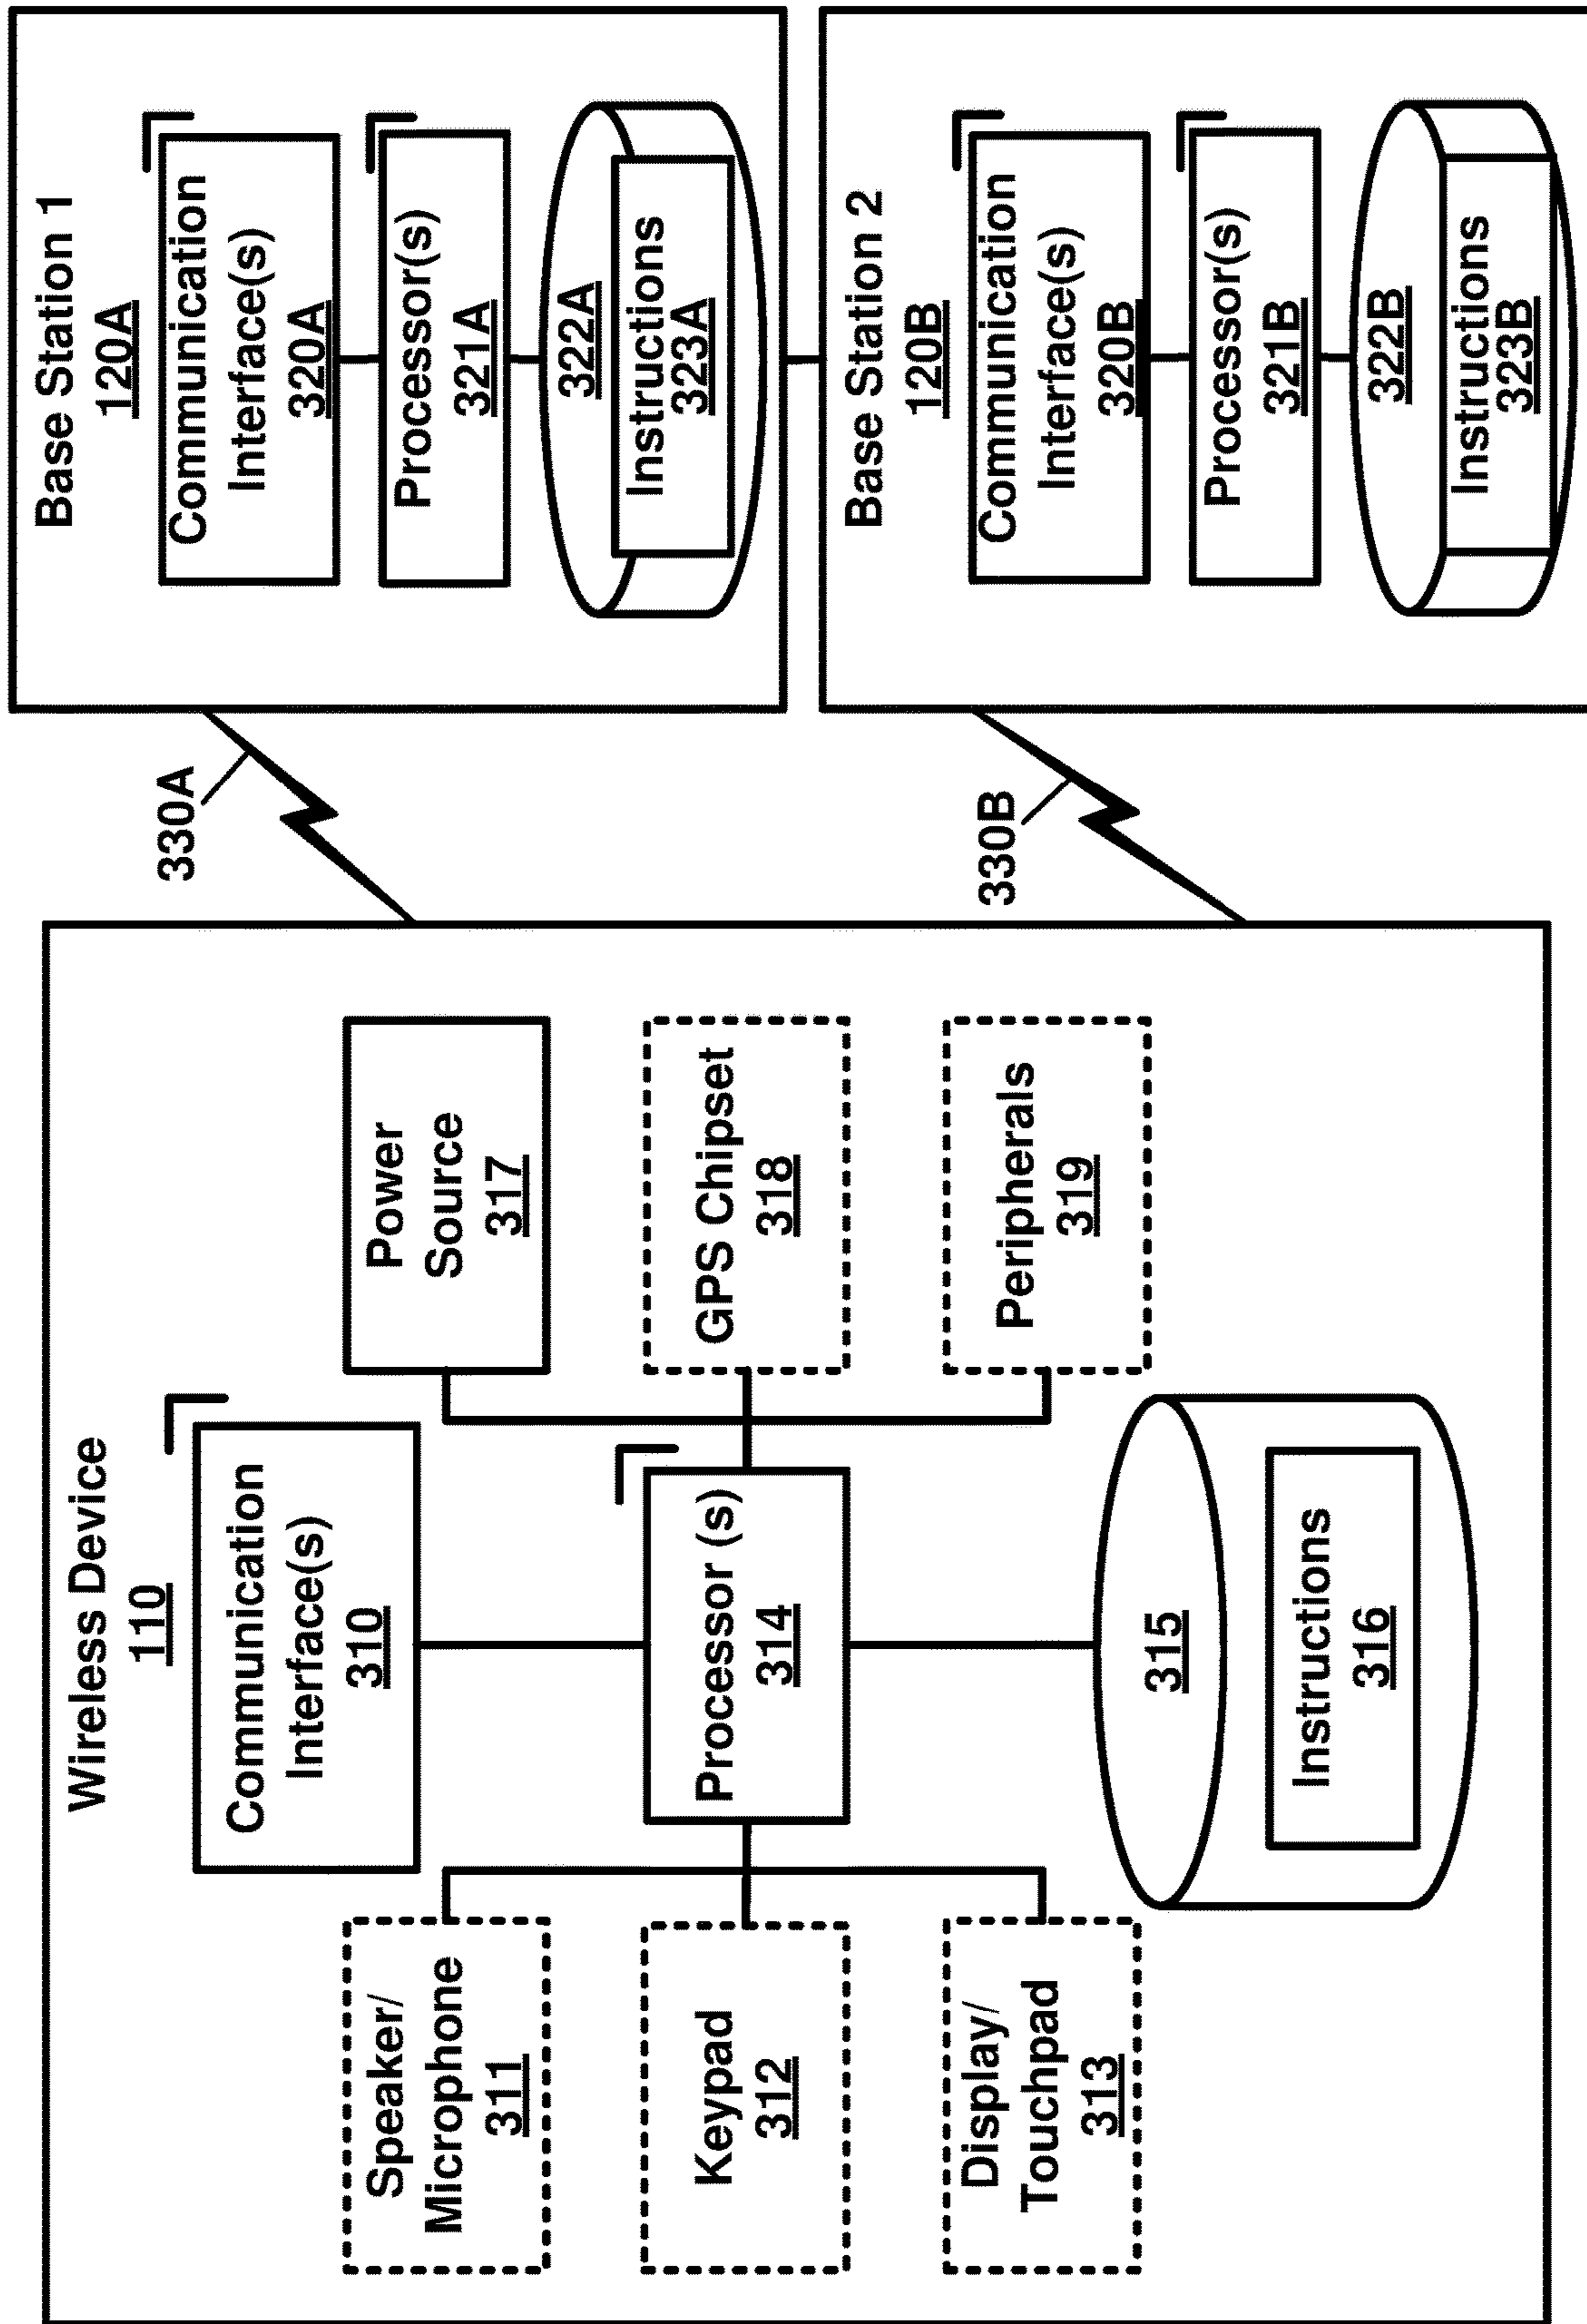 Wireless Device
110
Communication
Interface(s)
310
Speaker/
Microphone
311
Keypad
312
Display/
Touchpad
313
Processor (s)
314
315
Instructions
316
Power
Source
317
GPS Chipset
318
Peripherals
319
330A
330B
Base Station 1
120A
Communication
Interface(s)
320A
Processor(s)
321A
322A
Instructions
323A
Base Station 2
120B
Communication
Interface(s)
320B
Processor(s)
321B
322B
Instructions
323B